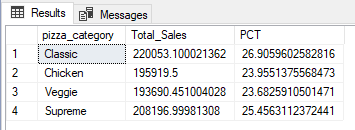 Results Messages
pizza_category Total_Sales PCT
1 Classic 220053.100021362 26.9059602582816
2 Chicken 195919.5 23.9551375568473
3 Veggie 193690.451004028 23.6825910501471
4 Supreme 208196.99981308 25.4563112372441